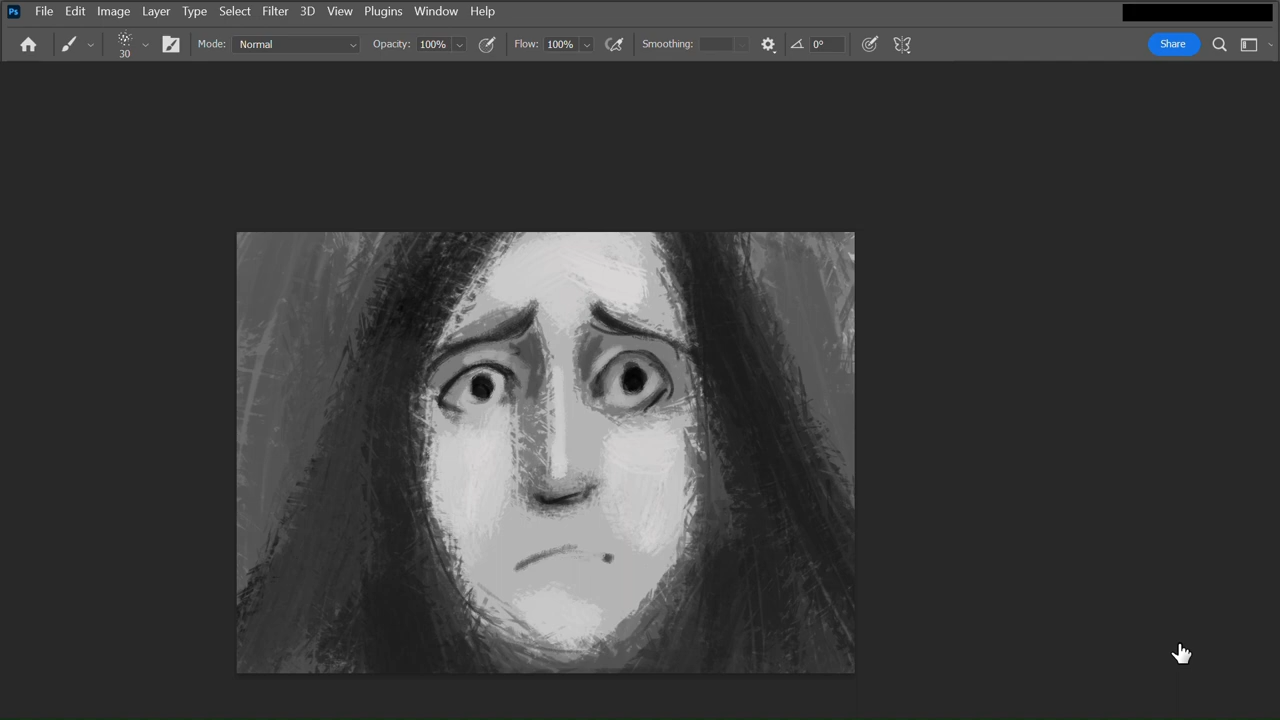 Ps File Edit Image Layer Type Select Filter 3D View Plugins Window Help
30 Mode: Normal Opacity: 100% Flow: 100% Smoothing: 0° Share